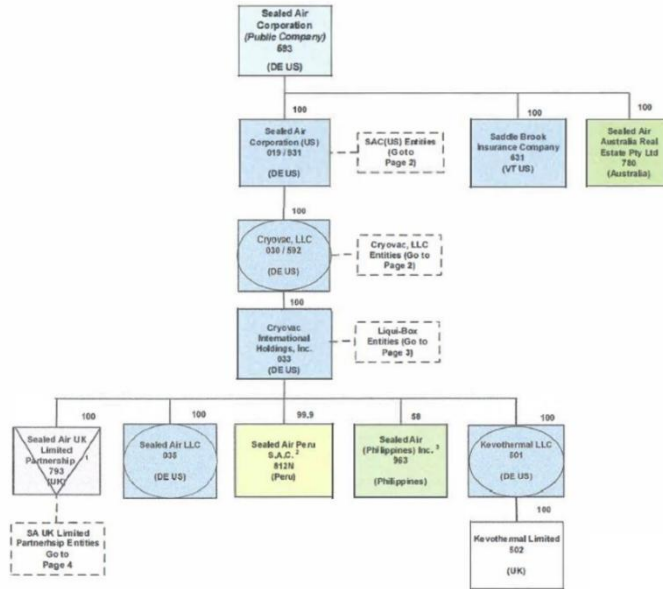 Sealed Air
Corporation
(Public Company)
693
(DE US)
100
100
100
Sealed Air
Corporation (US)
019 / 931
(DE US)
SAC(US) Entities
(Go to
Page 2)
Saddle Brook
Insurance Company
631
(VT US)
Sealed Air
Australia Real
Estate Pty Ltd
780
(Australia)
100
Cryovac, LLC
030 / 592
(DE US)
Cryovac, LLC
Entities (Go to
Page 2)
100
Cryovac
International
Holdings, Inc.
033
(DE US)
Liqui-Box
Entities (Go to
Page 3)
100
100
99.9
50
100
Sealed Air UK
Limited
Partnership 1
793
(UK)
Sealed Air LLC
035
(DE US)
Sealed Air Peru
S.A.C. 2
812N
(Peru)
Sealed Air
(Philippines) Inc. 3
963
(Philippines)
Kevothermal LLC
501
(DE US)
100
SA UK Limited
Partnerhsip Entities
Go to
Page 4
Kevothermal Limited
502
(UK)